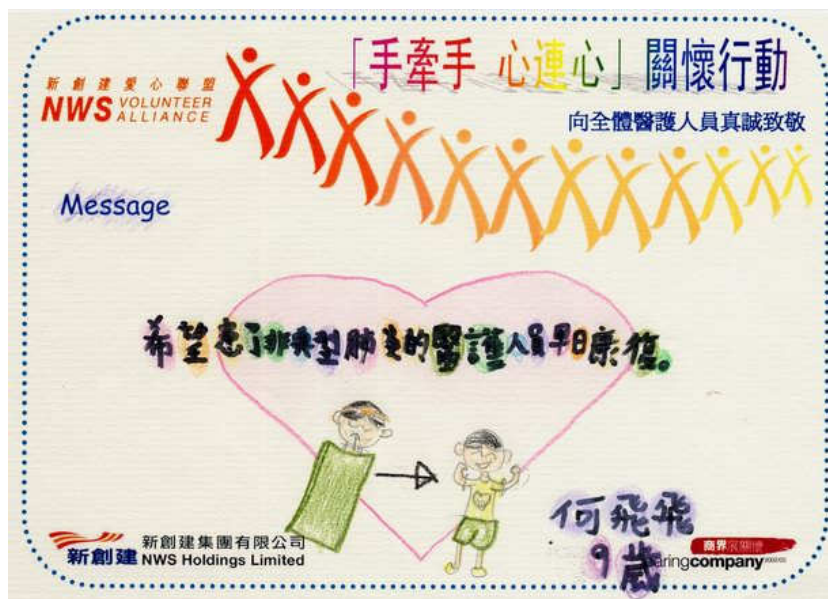 「手牽手 心連心」關懷行動
新創建愛心聯盟
NWS VOLUNTEER
ALLIANCE
向全體醫護人員真誠致敬
Message
希望患了非典型肺炎的醫護人員早日康復。
何飛飛
9歲
新創建
新創建集團有限公司
NWS Holdings Limited
商界展關懷
aringcompany